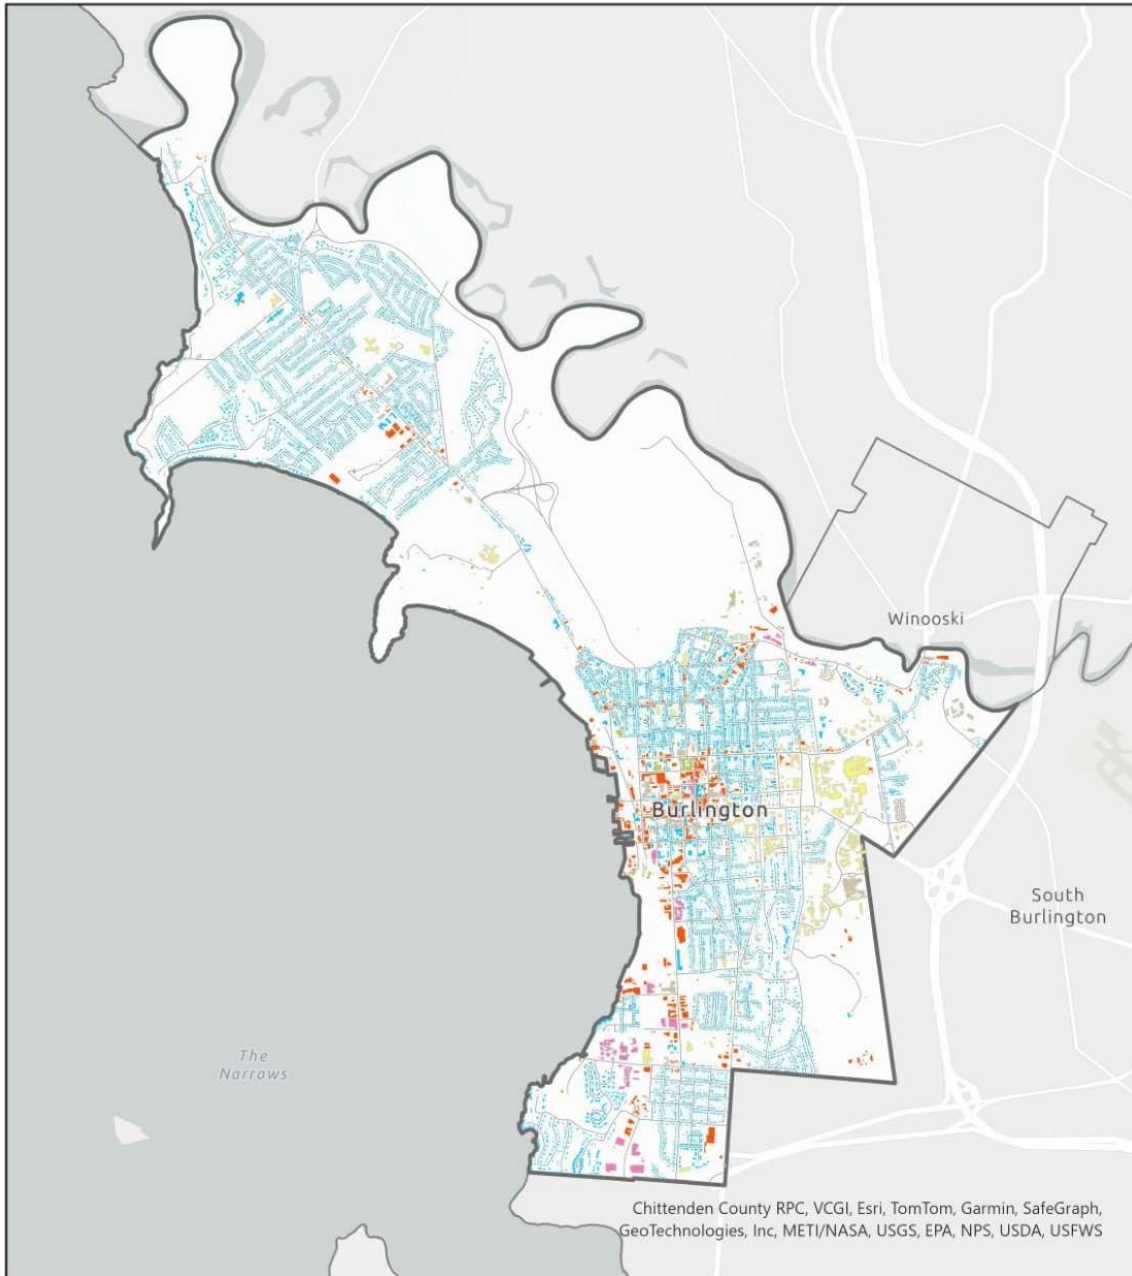 Winooski
Burlington
South
Burlington
The
Narrows
Chittenden County RPC, VCGI, Esri, TomTom, Garmin, SafeGraph,
GeoTechnologies, Inc, METI/NASA, USGS, EPA, NPS, USDA, USFWS